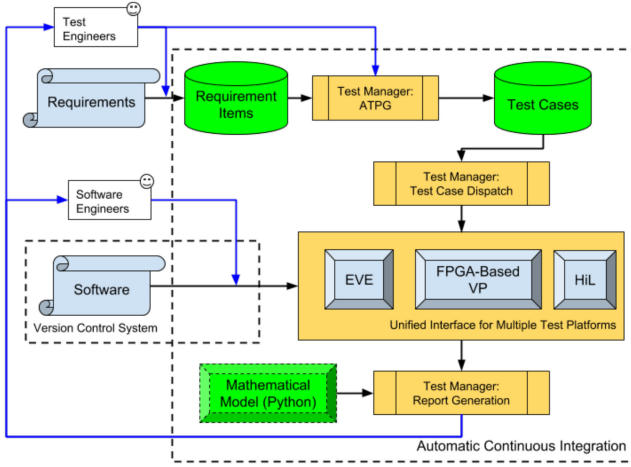 Test
Engineers
Requirements
Requirement
Items
Test Manager:
ATPG
Test Cases
Test Manager:
Test Case Dispatch
Software
Engineers
Software
Version Control System
EVE
FPGA-Based
VP
HiL
Unified Interface for Multiple Test Platforms
Mathematical
Model (Python)
Test Manager:
Report Generation
Automatic Continuous Integration